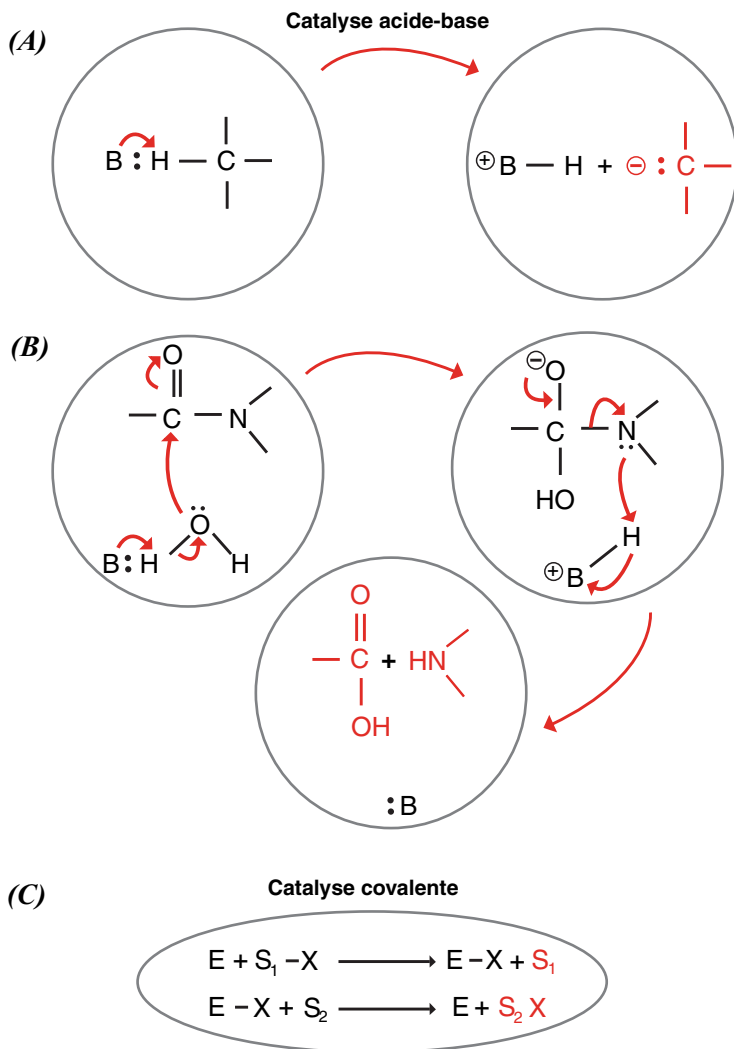 Catalyse acide-base
(A)
B : H — C —
⊕ B — H + ⊖ : C —
(B)
O
C — N
O
B : H H
⊖ O
C — N
HO
H
⊕ B
O
C + HN
OH
: B
(C)
Catalyse covalente
E + S₁ – X → E – X + S₁
E – X + S₂ → E + S₂ X